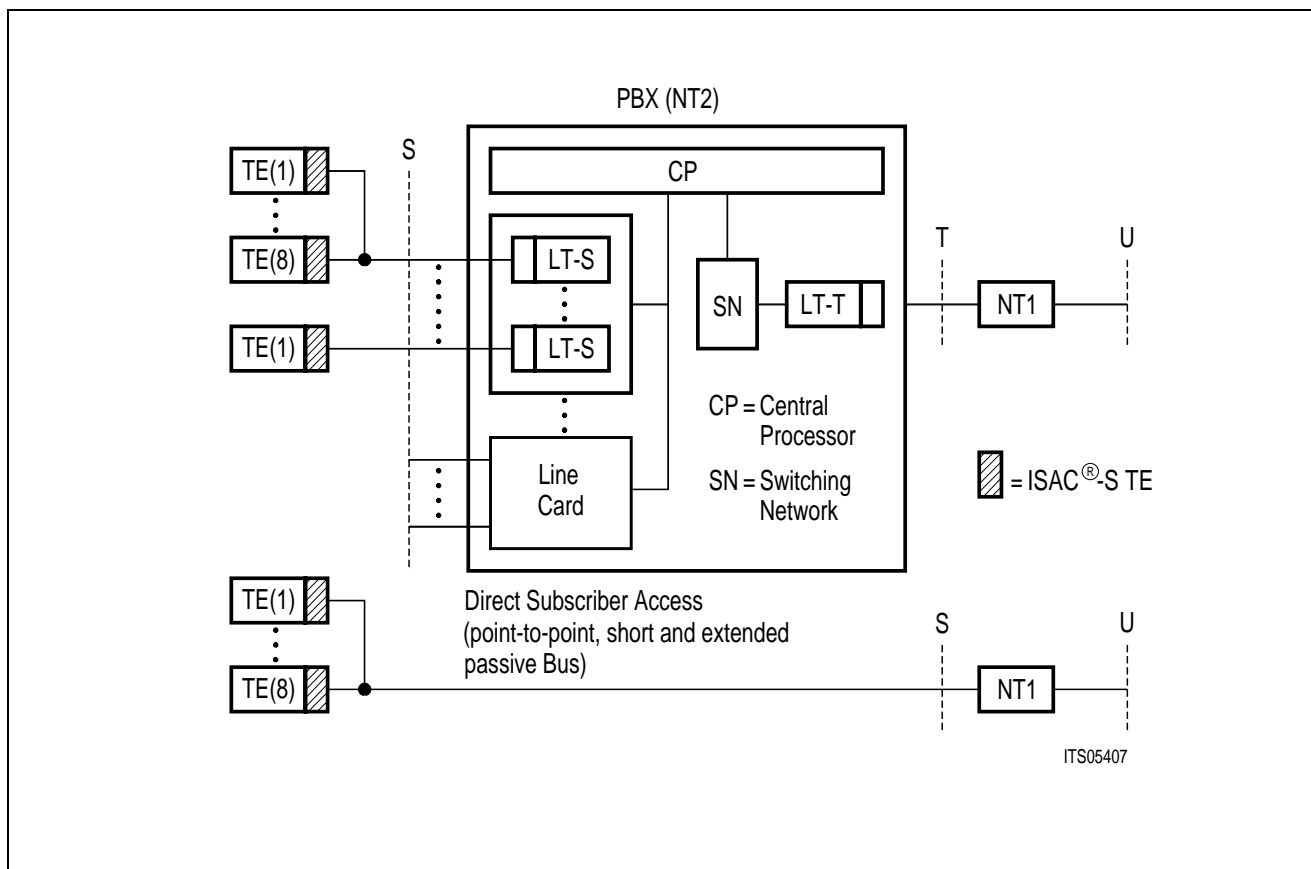 PBX (NT2)
S
TE(1)
CP
TE(8)
LT-S
T
U
SN
LT-T
NT1
TE(1)
LT-S
CP = Central
Processor
Line
Card
SN = Switching
Network
= ISAC®-S TE
TE(1)
Direct Subscriber Access
(point-to-point, short and extended
passive Bus)
S
U
TE(8)
NT1
ITS05407